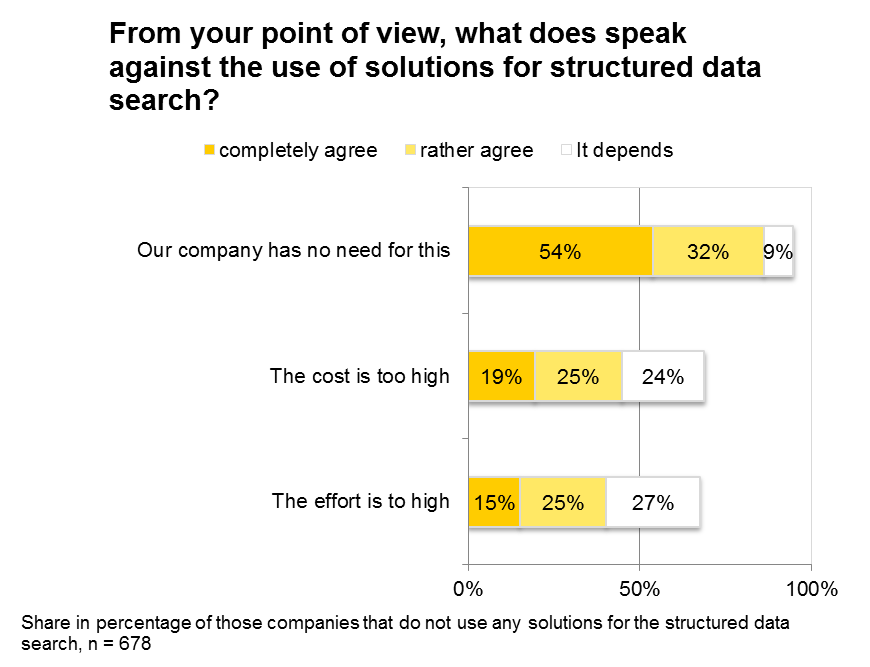 From your point of view, what does speak
against the use of solutions for structured data
search?
completely agree rather agree It depends
Our company has no need for this 54% 32% 9%
The cost is too high 19% 25% 24%
The effort is to high 15% 25% 27%
0% 50% 100%
Share in percentage of those companies that do not use any solutions for the structured data
search, n = 678